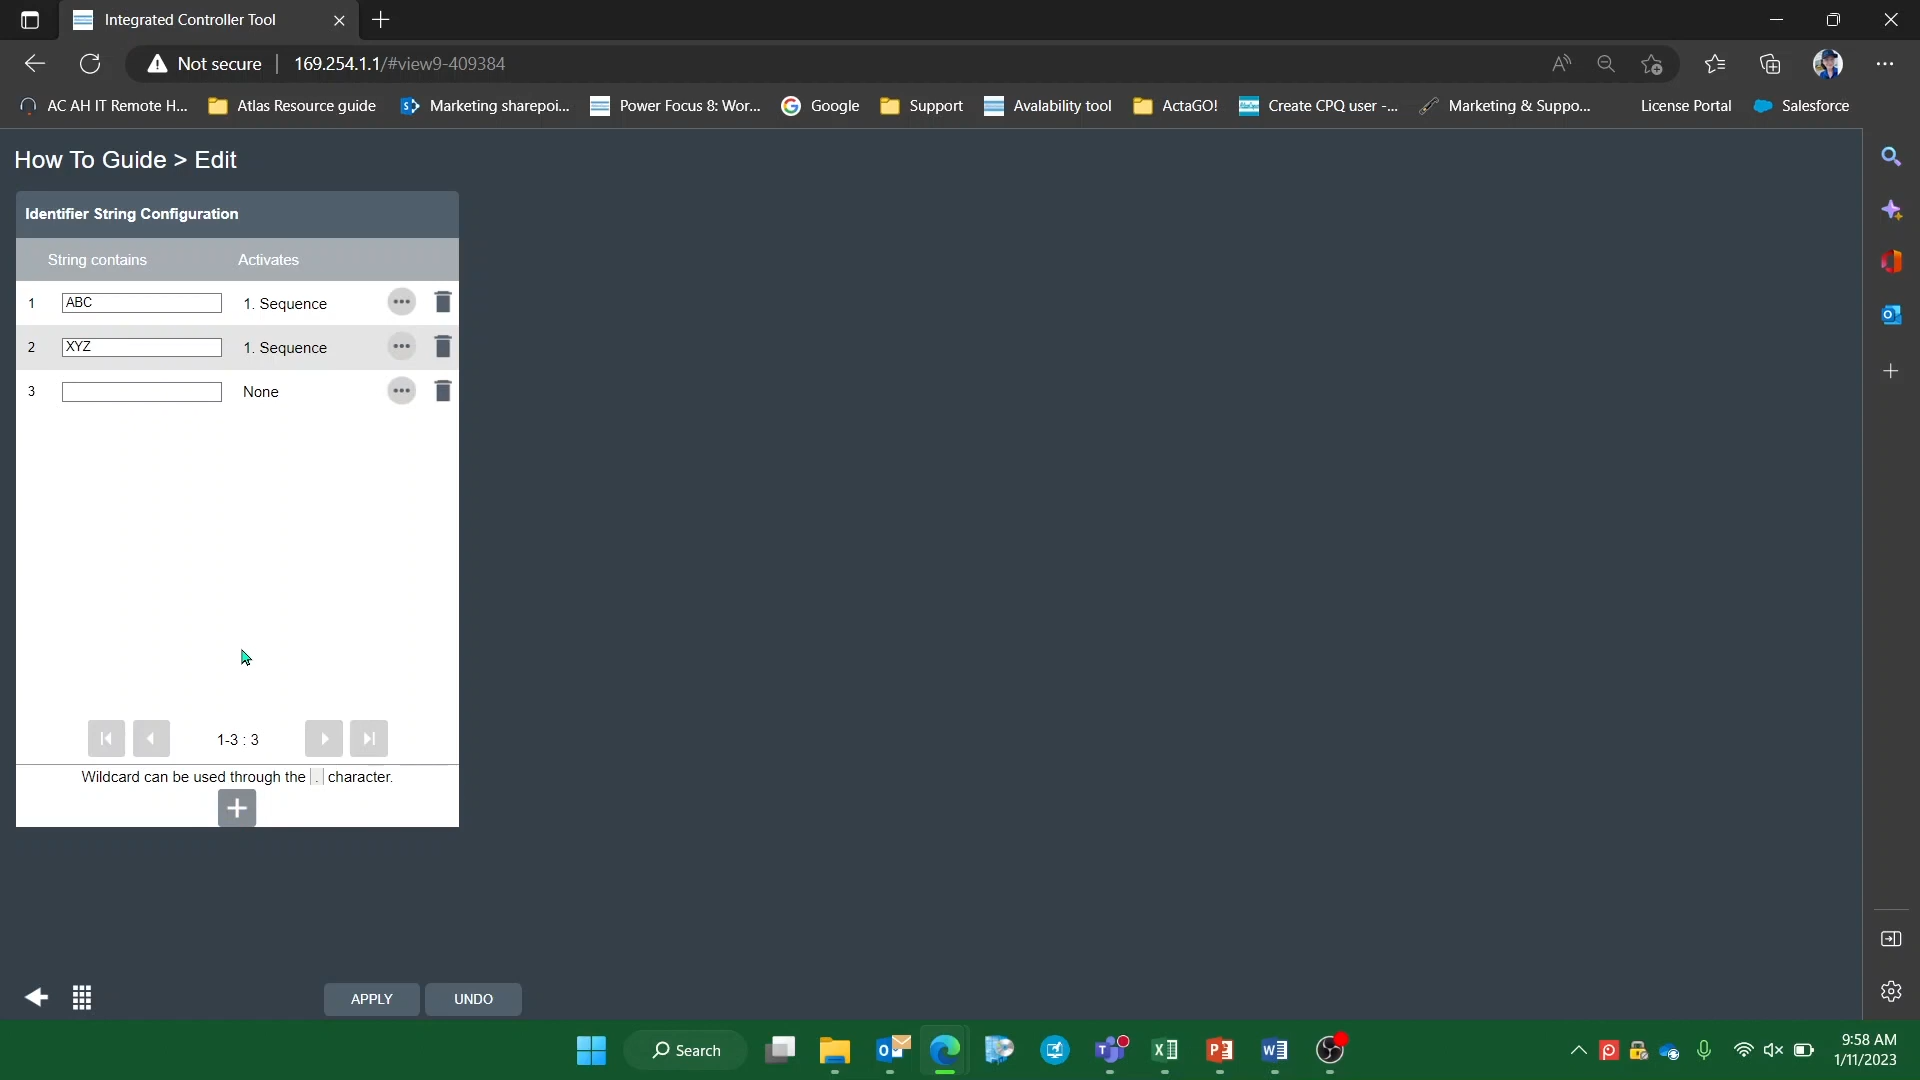 Integrated Controller Tool
Not secure 169.254.1.1/#view9-409384
AC AH IT Remote H... Atlas Resource guide Marketing sharepoi... Power Focus 8: Wor... Google Support Avalability tool ActaGO! Create CPQ user -... Marketing & Suppo... License Portal Salesforce
How To Guide > Edit
Identifier String Configuration
String contains Activates
1 ABC 1. Sequence
2 XYZ 1. Sequence
3 None
1-3 : 3
Wildcard can be used through the . character.
APPLY UNDO
Search
9:58 AM
1/11/2023